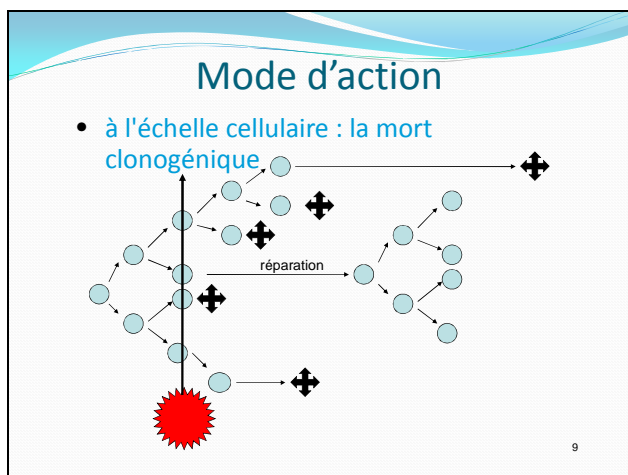 Mode d’action
• à l'échelle cellulaire : la mort
clonogénique
réparation
9